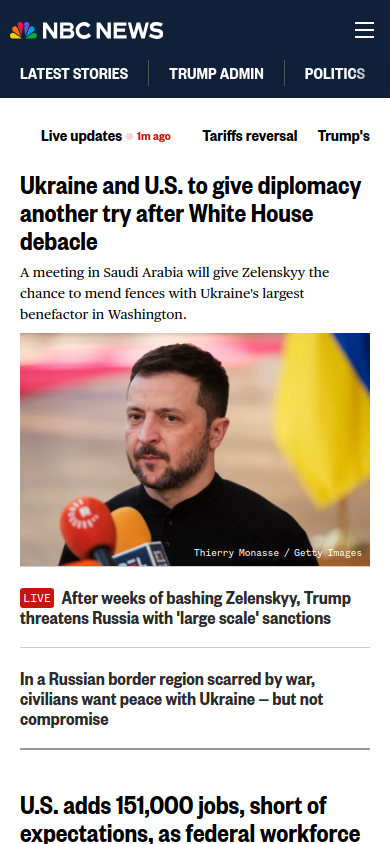 NBC NEWS
LATEST STORIES
TRUMP ADMIN
POLITICS
Live updates 1m ago
Tariffs reversal
Trump's
Ukraine and U.S. to give diplomacy
another try after White House
debacle
A meeting in Saudi Arabia will give Zelenskyy the
chance to mend fences with Ukraine's largest
benefactor in Washington.
Thierry Monasse / Getty Images
LIVE After weeks of bashing Zelenskyy, Trump
threatens Russia with 'large scale' sanctions
In a Russian border region scarred by war,
civilians want peace with Ukraine — but not
compromise
U.S. adds 151,000 jobs, short of
expectations, as federal workforce